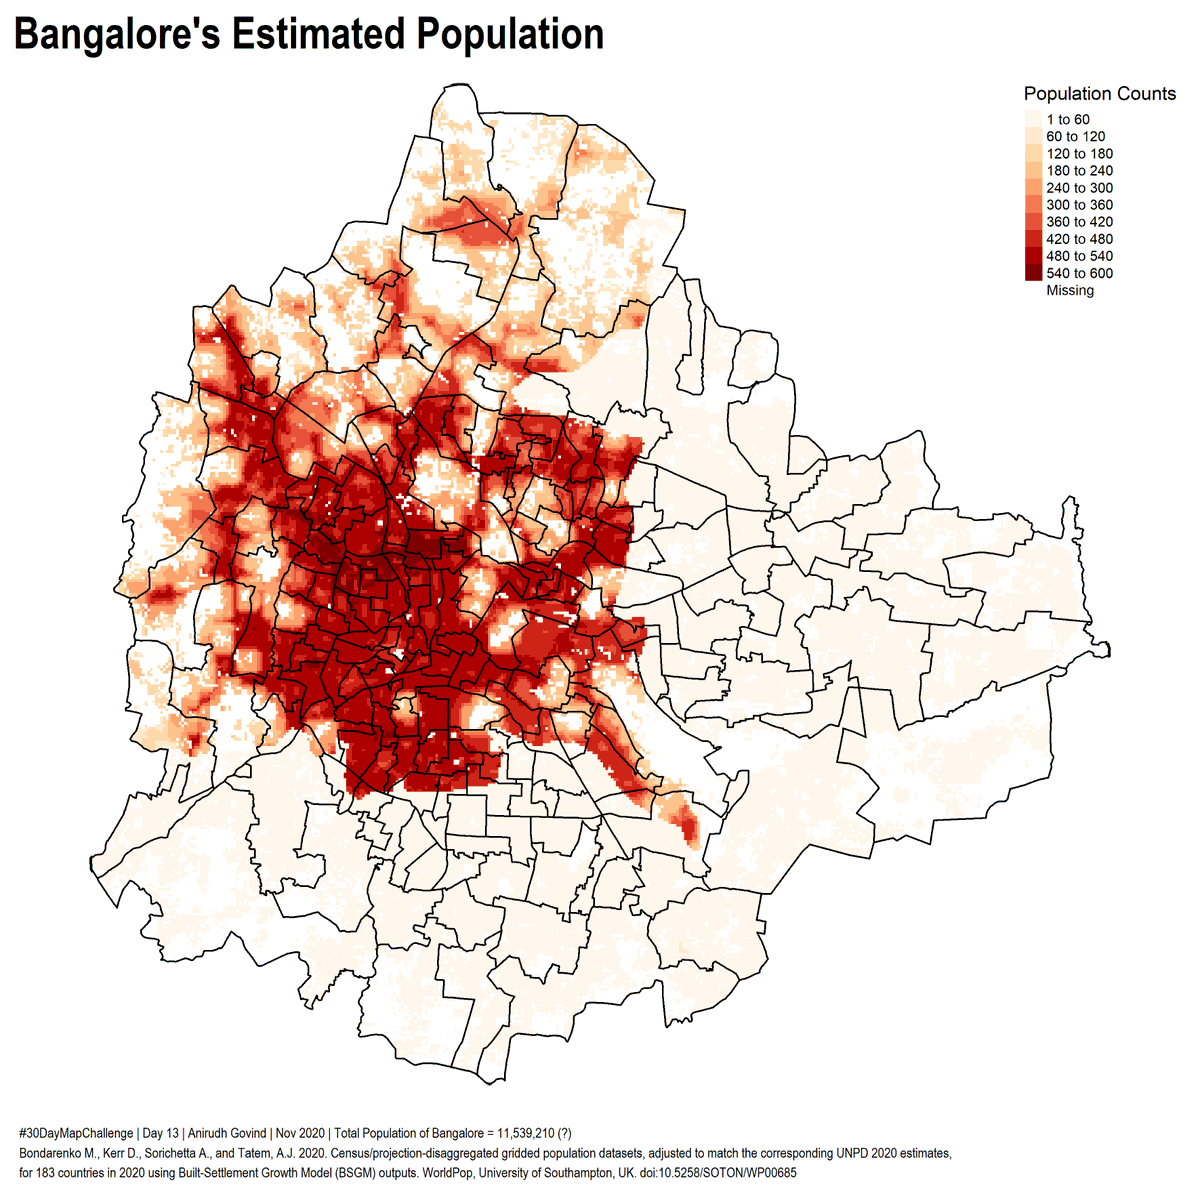 Bangalore's Estimated Population
Population Counts
1 to 60
60 to 120
120 to 180
180 to 240
240 to 300
300 to 360
360 to 420
420 to 480
480 to 540
540 to 600
Missing
#30DayMapChallenge | Day 13 | Anirudh Govind | Nov 2020 | Total Population of Bangalore = 11,539,210 (?)
Bondarenko M., Kerr D., Sorichetta A., and Tatem, A.J. 2020. Census/projection-disaggregated gridded population datasets, adjusted to match the corresponding UNPD 2020 estimates,
for 183 countries in 2020 using Built-Settlement Growth Model (BSGM) outputs. WorldPop, University of Southampton, UK. doi:10.5258/SOTON/WP00685